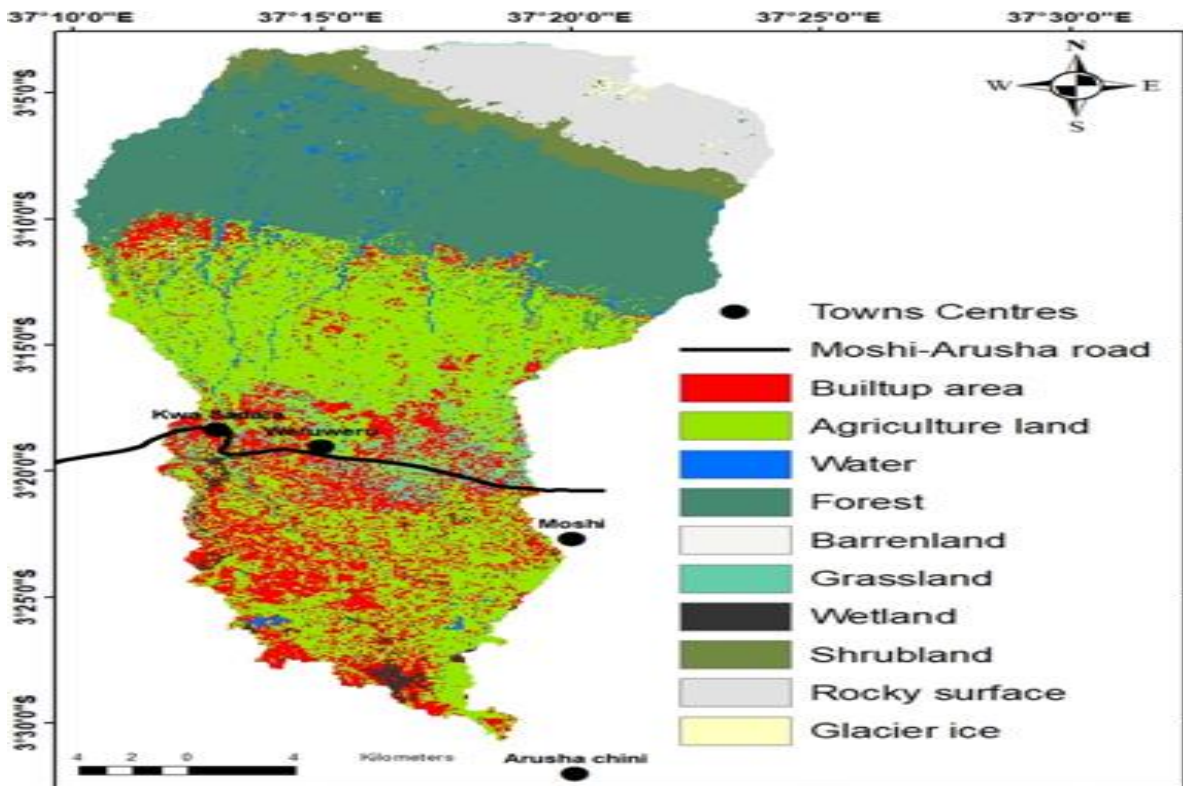 37°10'0"E 37°15'0"E 37°20'0"E 37°25'0"E 37°30'0"E
N
W E
S
3°5'0"S
3°10'0"S
3°15'0"S
3°20'0"S
3°25'0"S
3°30'0"S
Towns Centres
Moshi-Arusha road
Builtup area
Agriculture land
Water
Forest
Barrenland
Grassland
Wetland
Shrubland
Rocky surface
Glacier ice
Kwa
Moshi
Arusha chini
4 2 0 4
Kilometers